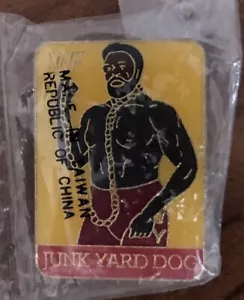 MADE IN TAIWAN
REPUBLIC OF CHINA
JUNK YARD DOG